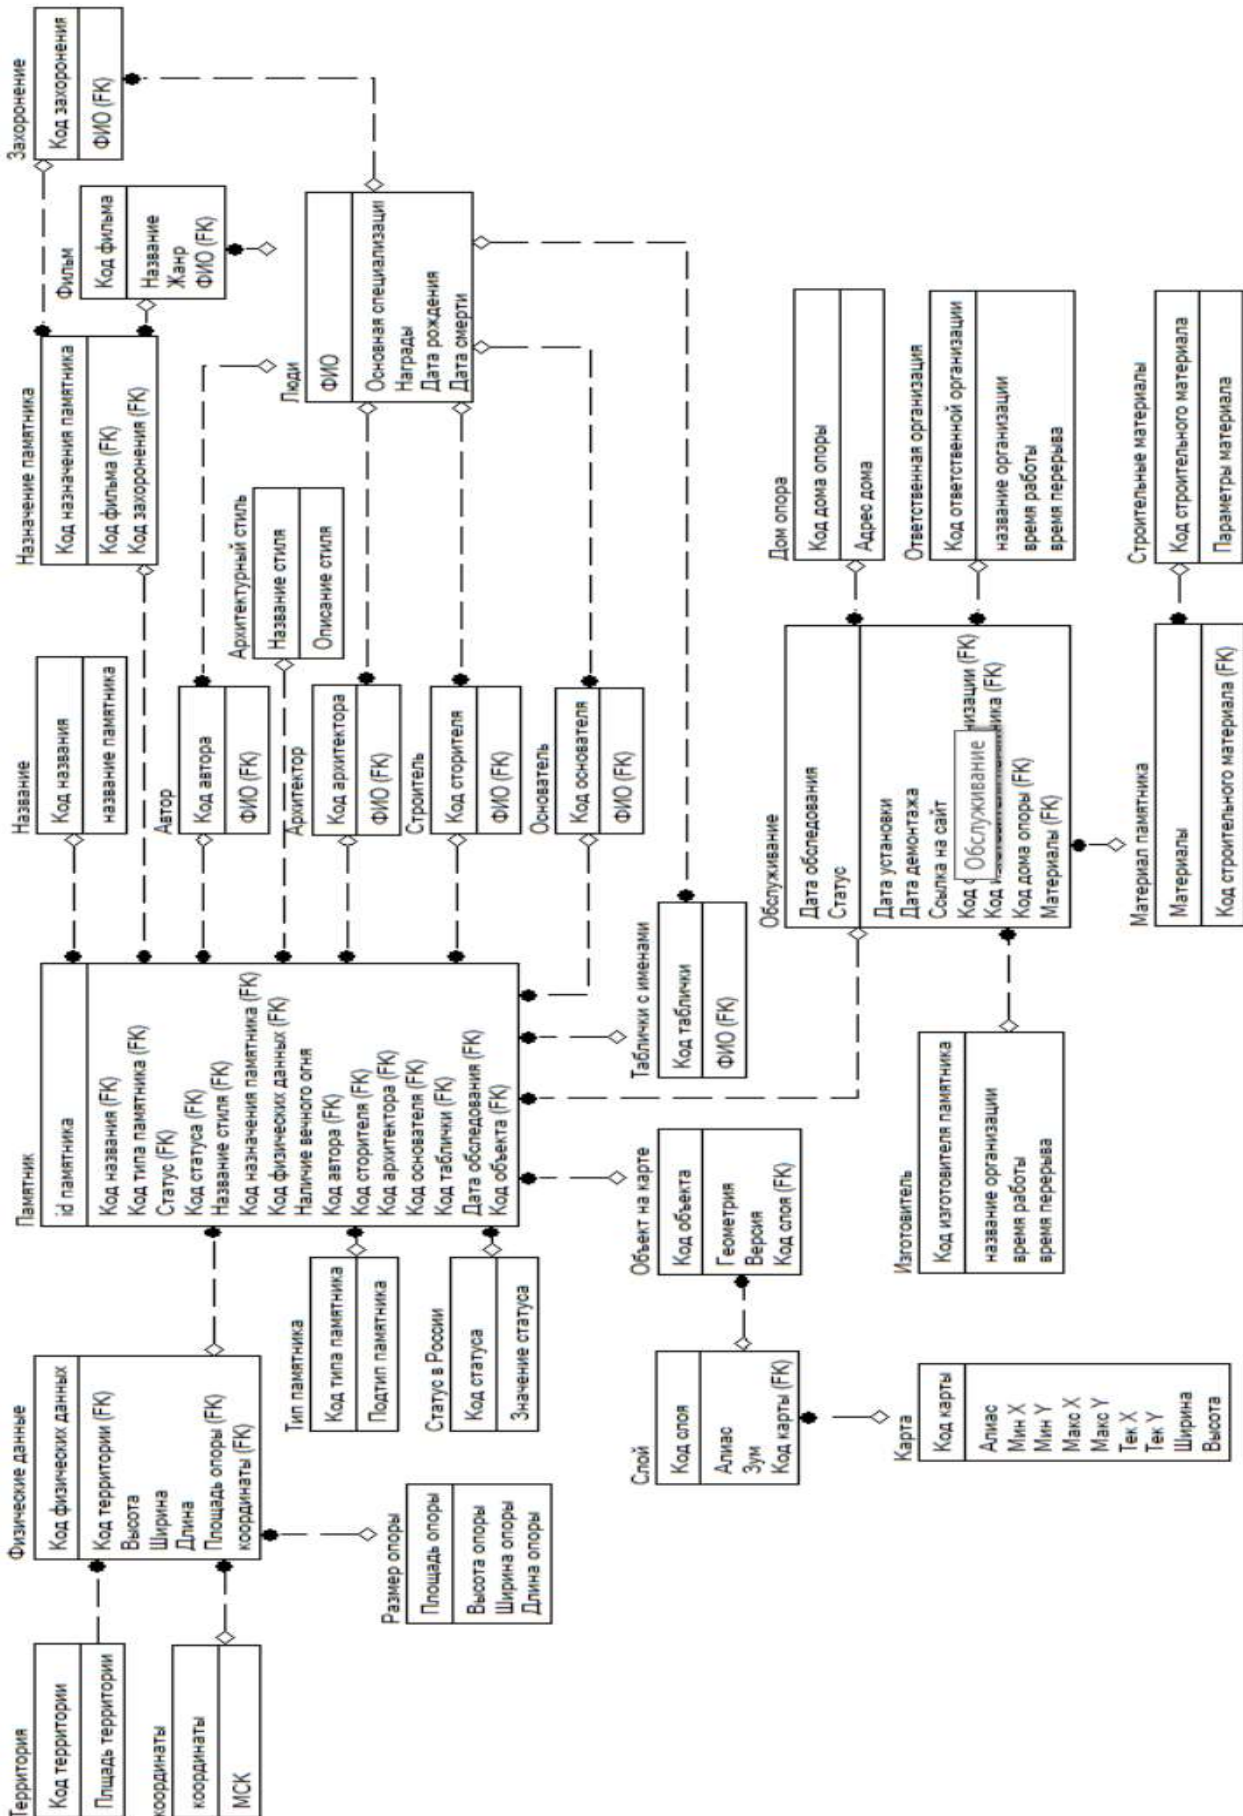 Территория
Код территории
Плщадь территории
координаты
координаты
МСК
Физические данные
Код физических данных
Код территории (FK)
Высота
Ширина
Длина
Площадь опоры (FK)
координаты (FK)
Размер опоры
Площадь опоры
Высота опоры
Ширина опоры
Длина опоры
Тип памятника
Код типа памятника
Подтип памятника
Статус в России
Код статуса
Значение статуса
Слой
Код слоя
Алиас
Зум
Код карты (FK)
Карта
Код карты
Алиас
Мин X
Мин Y
Макс X
Макс Y
Тек X
Тек Y
Ширина
Высота
Памятник
id памятника
Код названия (FK)
Код типа памятника (FK)
Статус (FK)
Код статуса (FK)
Название стиля (FK)
Код назначения памятника (FK)
Код физических данных (FK)
Наличие вечного огня
Код автора (FK)
Код сторителя (FK)
Код архитектора (FK)
Код основателя (FK)
Код таблички (FK)
Дата обследования (FK)
Код объекта (FK)
Объект на карте
Код объекта
Геометрия
Версия
Код слоя (FK)
Изготовитель
Код изготовителя памятника
название организации
время работы
время перерыва
Таблички с именами
Код таблички
ФИО (FK)
Название
Код названия
название памятника
Автор
Код автора
ФИО (FK)
Архитектор
Код архитектора
ФИО (FK)
Строитель
Код сторителя
ФИО (FK)
Основатель
Код основателя
ФИО (FK)
Архитектурный стиль
Название стиля
Описание стиля
Назначение памятника
Код назначения памятника
Код фильма (FK)
Код захоронения (FK)
Фильм
Код фильма
Название
Жанр
ФИО (FK)
Захоронение
Код захоронения
ФИО (FK)
Люди
ФИО
Основная специализаци
Награды
Дата рождения
Дата смерти
Обслуживание
Дата обследования
Статус
Дата установки
Дата демонтажа
Ссылка на сайт
Код
Код
Код дома опоры (FK)
Материалы (FK)
Обслуживание
Материал памятника
Материалы
Код строительного материала (FK)
Дом опора
Код дома опоры
Адрес дома
Ответственная организация
Код ответственной организации
название организации
время работы
время перерыва
Строительные материалы
Код строительного материала
Параметры материала